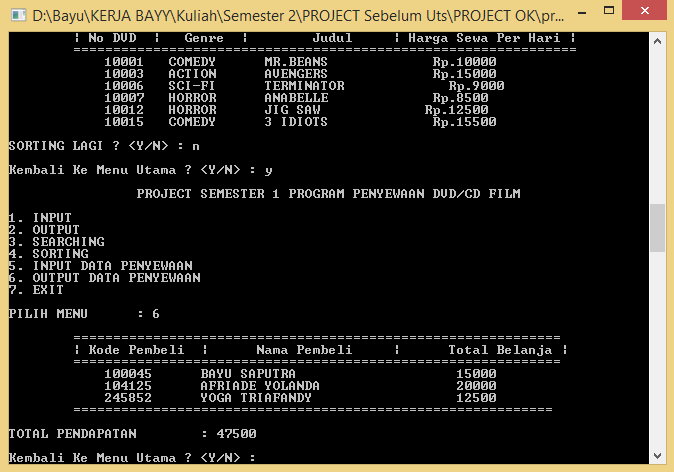 D:\Bayu\KERJA BAYY\Kuliah\Semester 2\PROJECT Sebelum Uts\PROJECT OK\pr...
| No DVD | Genre | Judul | Harga Sewa Per Hari |
===============================================================
10001 COMEDY MR.BEANS Rp.10000
10003 ACTION AVENGERS Rp.15000
10006 SCI-FI TERMINATOR Rp.9000
10007 HORROR ANABELLE Rp.8500
10012 HORROR JIG SAW Rp.12500
10015 COMEDY 3 IDIOTS Rp.15500
===============================================================
SORTING LAGI ? <Y/N> : n
Kembali Ke Menu Utama ? <Y/N> : y
PROJECT SEMESTER 1 PROGRAM PENYEWAAN DVD/CD FILM
1. INPUT
2. OUTPUT
3. SEARCHING
4. SORTING
5. INPUT DATA PENYEWAAN
6. OUTPUT DATA PENYEWAAN
7. EXIT
PILIH MENU : 6
=============================================================
| Kode Pembeli | Nama Pembeli | Total Belanja |
=============================================================
100045 BAYU SAPUTRA 15000
104125 AFRIADE YOLANDA 20000
245852 YOGA TRIAFANDY 12500
============================================================
TOTAL PENDAPATAN : 47500
Kembali Ke Menu Utama ? <Y/N> :